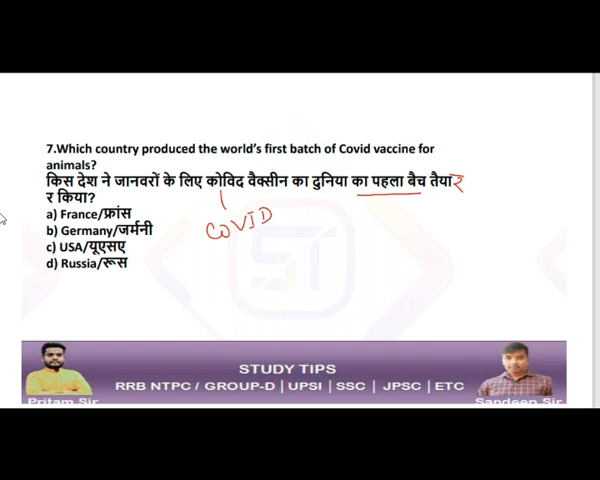 7.Which country produced the world's first batch of Covid vaccine for
animals?
किस देश ने जानवरों के लिए कोविद वैक्सीन का दुनिया का पहला बैच तैयार
र किया?
COVID
a) France/फ्रांस
b) Germany/जर्मनी
c) USA/यूएसए
d) Russia/रूस
STUDY TIPS
RRB NTPC / GROUP-D | UPSI | SSC | JPSC | ETC
Pritam Sir
Sandeep Sir